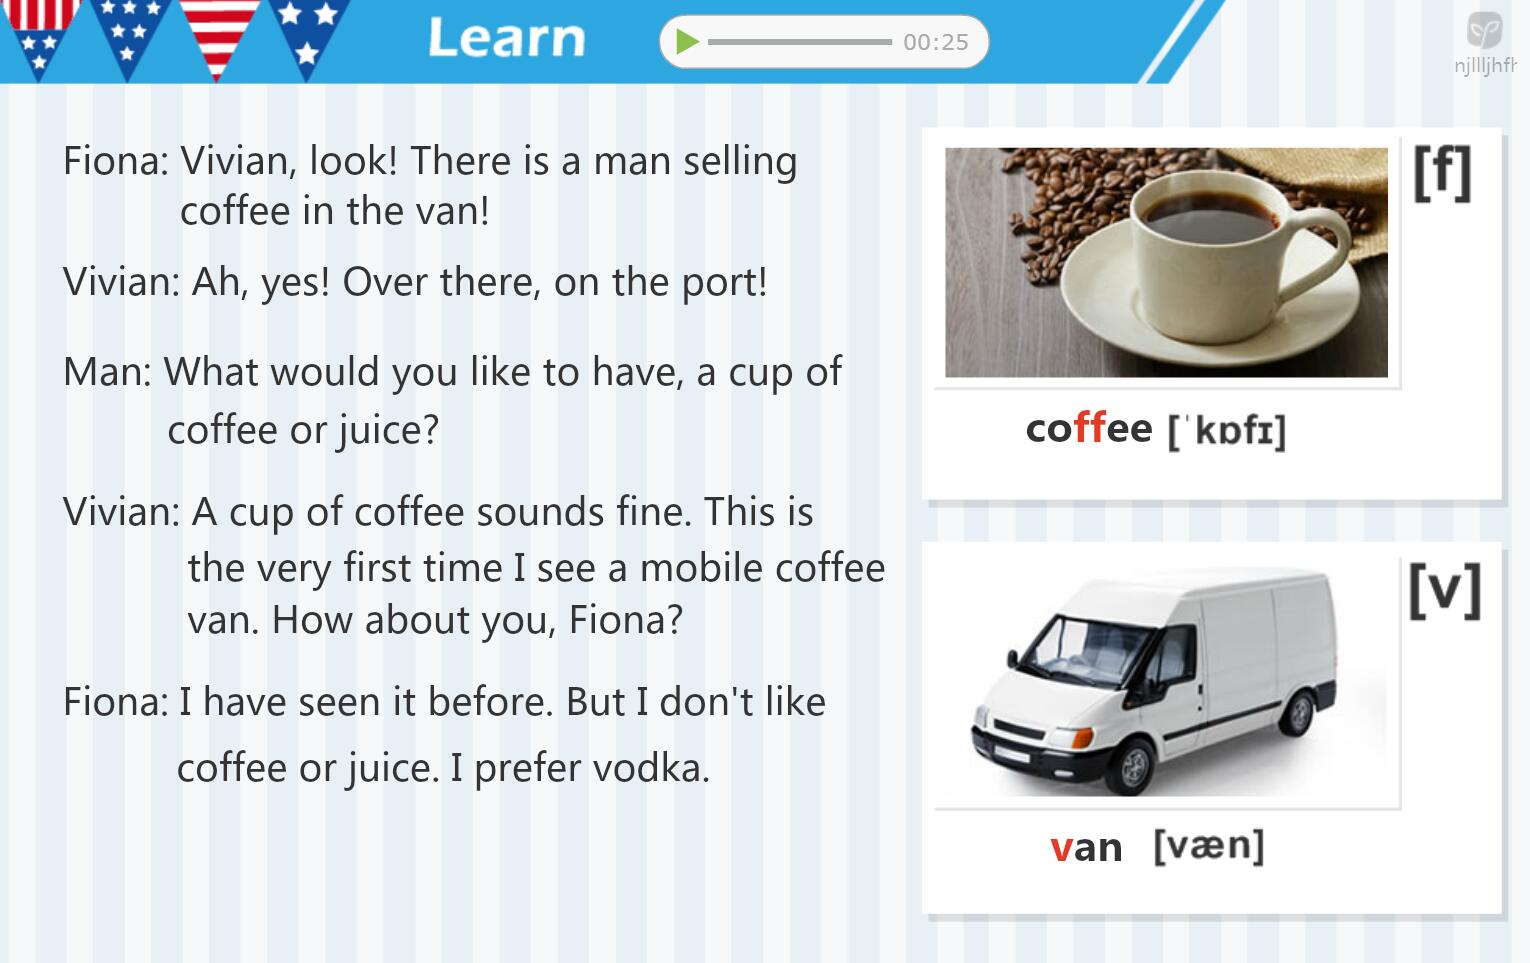 Learn
00:25
njllljhfh
Fiona: Vivian, look! There is a man selling
coffee in the van!
Vivian: Ah, yes! Over there, on the port!
Man: What would you like to have, a cup of
coffee or juice?
Vivian: A cup of coffee sounds fine. This is
the very first time I see a mobile coffee
van. How about you, Fiona?
Fiona: I have seen it before. But I don't like
coffee or juice. I prefer vodka.
[f]
coffee [ˈkɒfɪ]
[v]
van [væn]